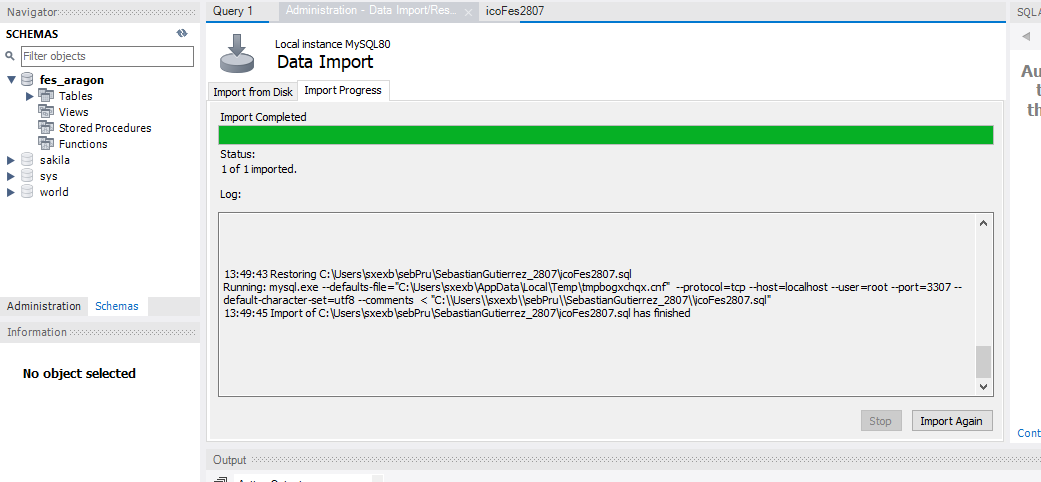 Navigator
SCHEMAS
Filter objects
fes_aragon
Tables
Views
Stored Procedures
Functions
sakila
sys
world
Administration Schemas
Information
No object selected
Query 1 Administration - Data Import/Res... icoFes2807
Local instance MySQL80
Data Import
Import from Disk Import Progress
Import Completed
Status:
1 of 1 imported.
Log:
13:49:43 Restoring C:\Users\sxexb\sebPru\SebastianGutierrez_2807\icoFes2807.sql
Running: mysql.exe --defaults-file="C:\Users\sxexb\AppData\Local\Temp\tmpbogxchqx.cnf" --protocol=tcp --host=localhost --user=root --port=3307 --
default-character-set=utf8 --comments < "C:\\Users\\sxexb\\sebPru\\SebastianGutierrez_2807\\icoFes2807.sql"
13:49:45 Import of C:\Users\sxexb\sebPru\SebastianGutierrez_2807\icoFes2807.sql has finished
Stop Import Again
Output
SQLA
Au
t
th
Cont